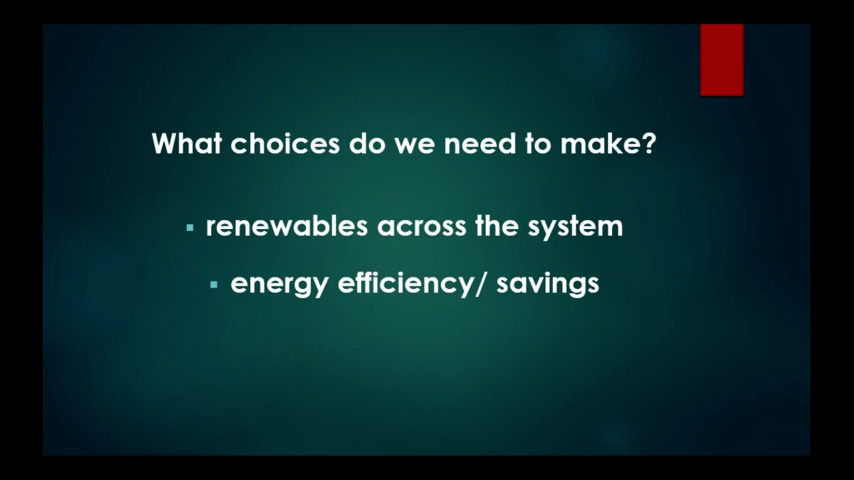 What choices do we need to make?
▪ renewables across the system
▪ energy efficiency/ savings